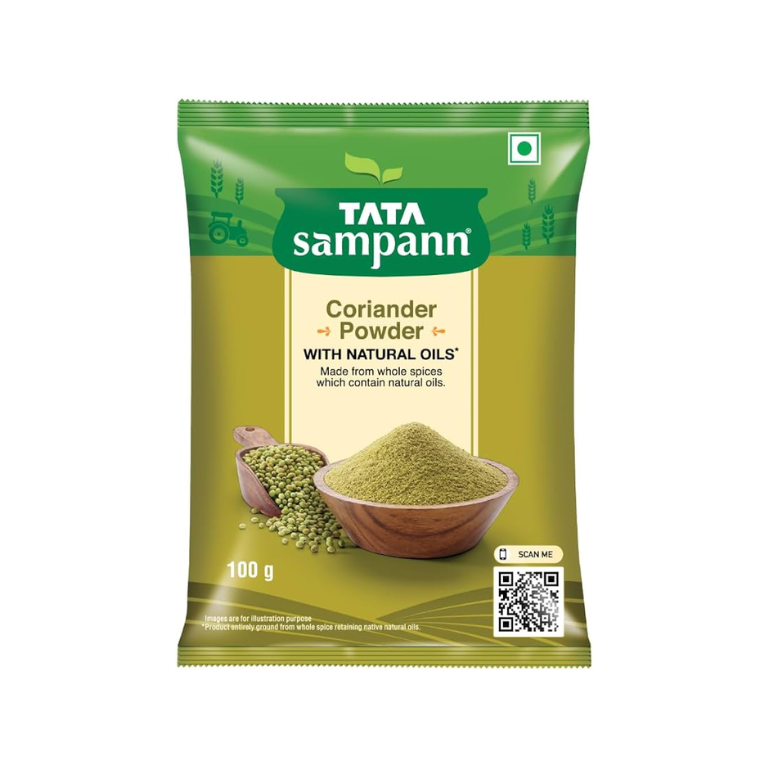 TATA
sampann®
Coriander
Powder
WITH NATURAL OILS*
Made from whole spices
which contain natural oils.
100 g
SCAN ME
Images are for illustration purpose
*Product entirely ground from whole spice retaining native natural oils.